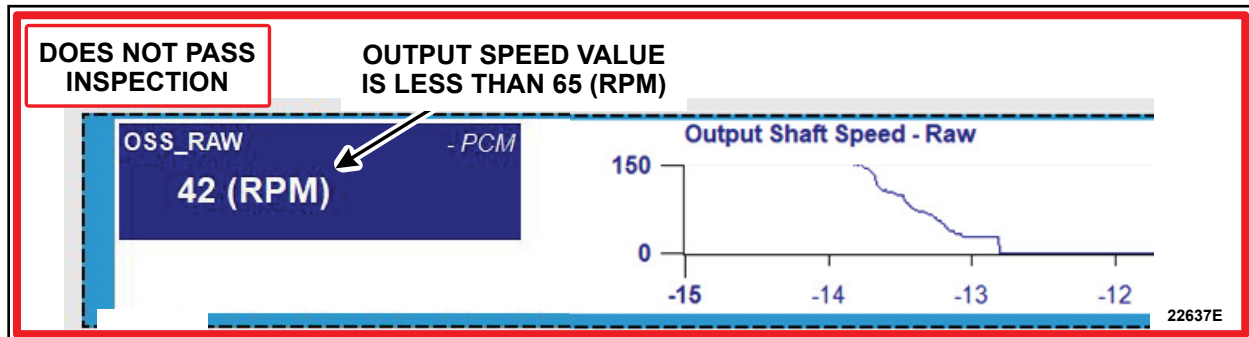 DOES NOT PASS
INSPECTION
OUTPUT SPEED VALUE
IS LESS THAN 65 (RPM)
OSS_RAW
- PCM
42 (RPM)
Output Shaft Speed - Raw
150
0
-15
-14
-13
-12
22637E